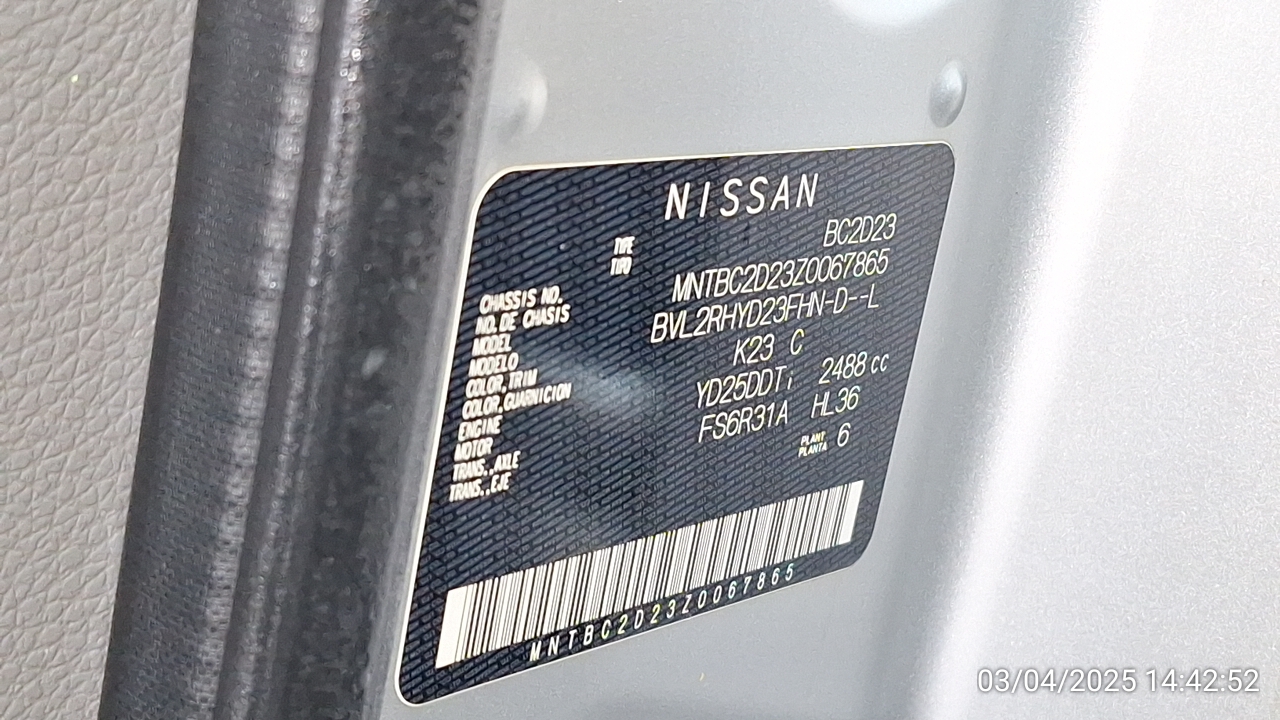 NISSAN
TYPE BC2D23
TIPO
CHASSIS NO. MNTBC2D23Z0067865
NO. DE CHASIS
MODEL BVL2RHYD23FHN-D--L
MODELO
COLOR, TRIM K23 C
COLOR, GUARNICION
ENGINE YD25DDTi 2488 cc
MOTOR
TRANS., AXLE FS6R31A HL36
TRANS., EJE
PLANT 6
PLANTA
MNTBC2D23Z0067865
03/04/2025 14:42:52